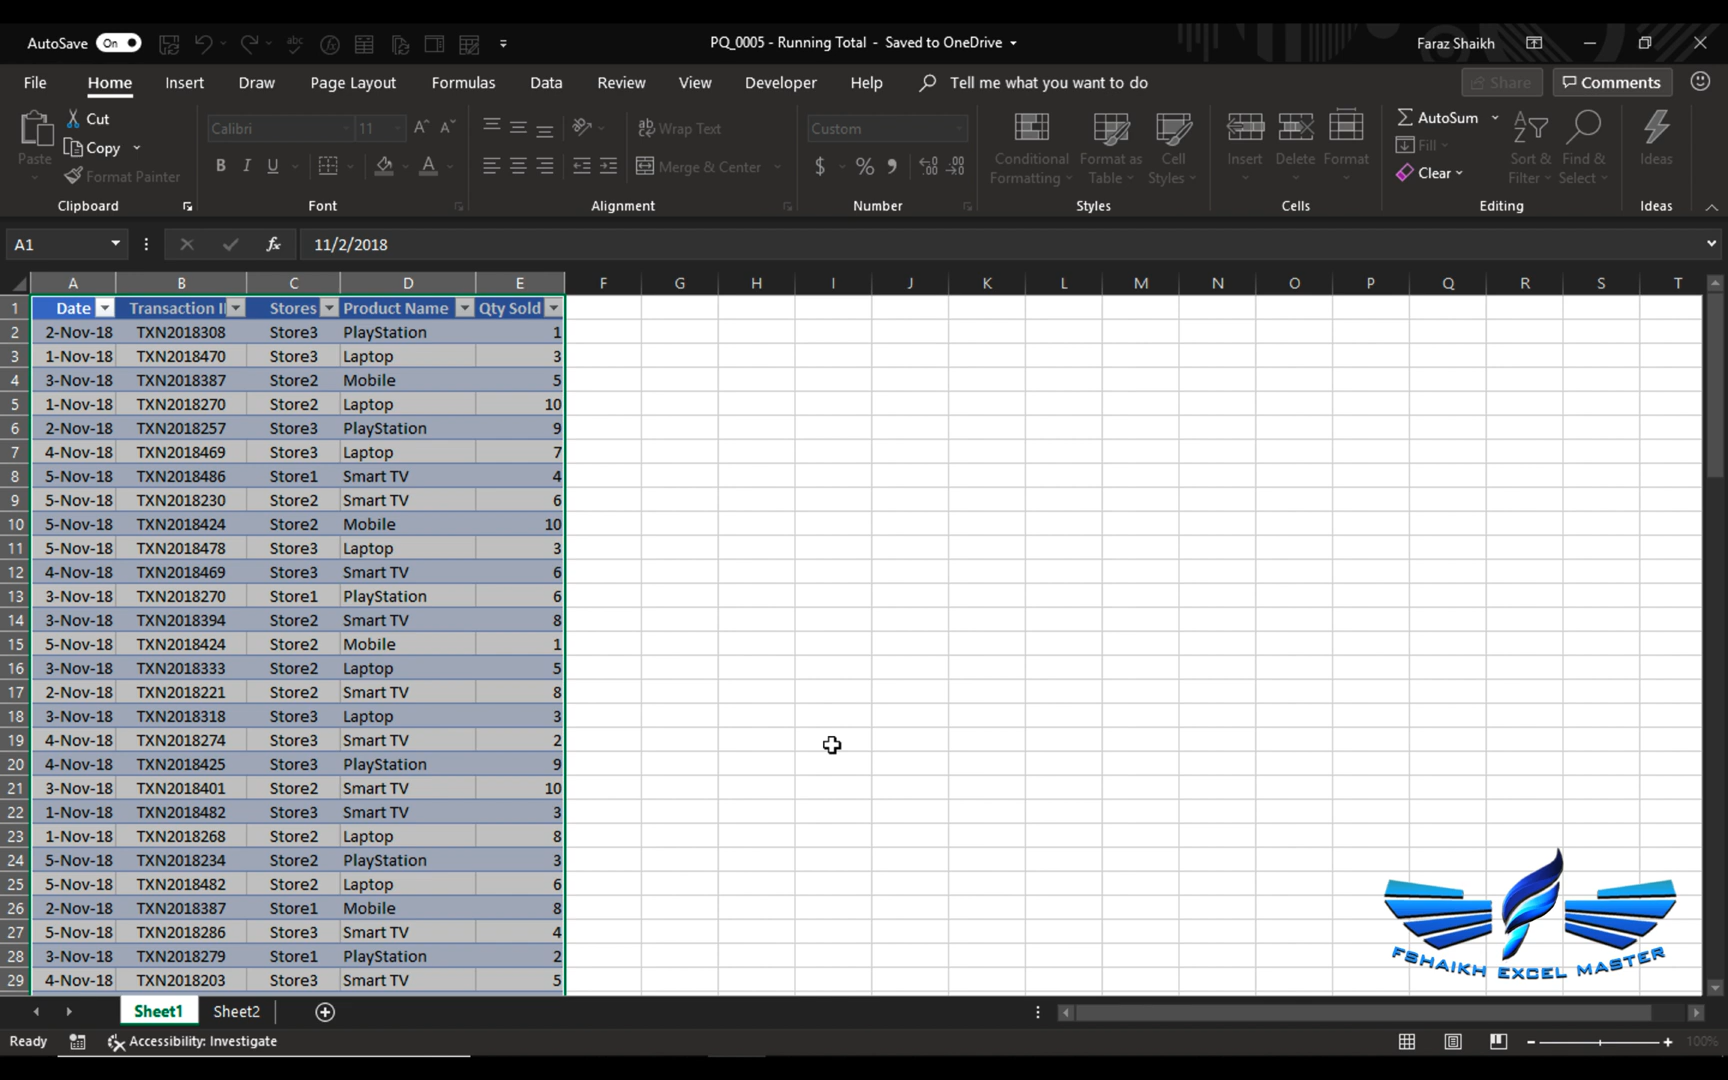 AutoSave On PQ_0005 - Running Total - Saved to OneDrive Faraz Shaikh
File Home Insert Draw Page Layout Formulas Data Review View Developer Help Tell me what you want to do Share Comments
Paste Cut Copy Format Painter
Calibri 11 B I U
ab Wrap Text Merge & Center
Custom $ % ,
Conditional Formatting Format as Table Cell Styles
Insert Delete Format
AutoSum Fill Clear Sort & Filter Find & Select
Ideas
Clipboard Font Alignment Number Styles Cells Editing Ideas
A1 fx 11/2/2018
A B C D E F G H I J K L M N O P Q R S T
1 Date Transaction I Stores Product Name Qty Sold
2 2-Nov-18 TXN2018308 Store3 PlayStation 1
3 1-Nov-18 TXN2018470 Store3 Laptop 3
4 3-Nov-18 TXN2018387 Store2 Mobile 5
5 1-Nov-18 TXN2018270 Store2 Laptop 10
6 2-Nov-18 TXN2018257 Store3 PlayStation 9
7 4-Nov-18 TXN2018469 Store3 Laptop 7
8 5-Nov-18 TXN2018486 Store1 Smart TV 4
9 5-Nov-18 TXN2018230 Store2 Smart TV 6
10 5-Nov-18 TXN2018424 Store2 Mobile 10
11 5-Nov-18 TXN2018478 Store3 Laptop 3
12 4-Nov-18 TXN2018469 Store3 Smart TV 6
13 3-Nov-18 TXN2018270 Store1 PlayStation 6
14 3-Nov-18 TXN2018394 Store2 Smart TV 8
15 5-Nov-18 TXN2018424 Store2 Mobile 1
16 3-Nov-18 TXN2018333 Store2 Laptop 5
17 2-Nov-18 TXN2018221 Store2 Smart TV 8
18 3-Nov-18 TXN2018318 Store3 Laptop 3
19 4-Nov-18 TXN2018274 Store3 Smart TV 2
20 4-Nov-18 TXN2018425 Store3 PlayStation 9
21 3-Nov-18 TXN2018401 Store2 Smart TV 10
22 1-Nov-18 TXN2018482 Store3 Smart TV 3
23 1-Nov-18 TXN2018268 Store2 Laptop 8
24 5-Nov-18 TXN2018234 Store2 PlayStation 3
25 5-Nov-18 TXN2018482 Store2 Laptop 6
26 2-Nov-18 TXN2018387 Store1 Mobile 8
27 5-Nov-18 TXN2018286 Store3 Smart TV 4
28 3-Nov-18 TXN2018279 Store1 PlayStation 2
29 4-Nov-18 TXN2018203 Store3 Smart TV 5
FSHAIKH EXCEL MASTER
Sheet1 Sheet2
Ready Accessibility: Investigate 100%